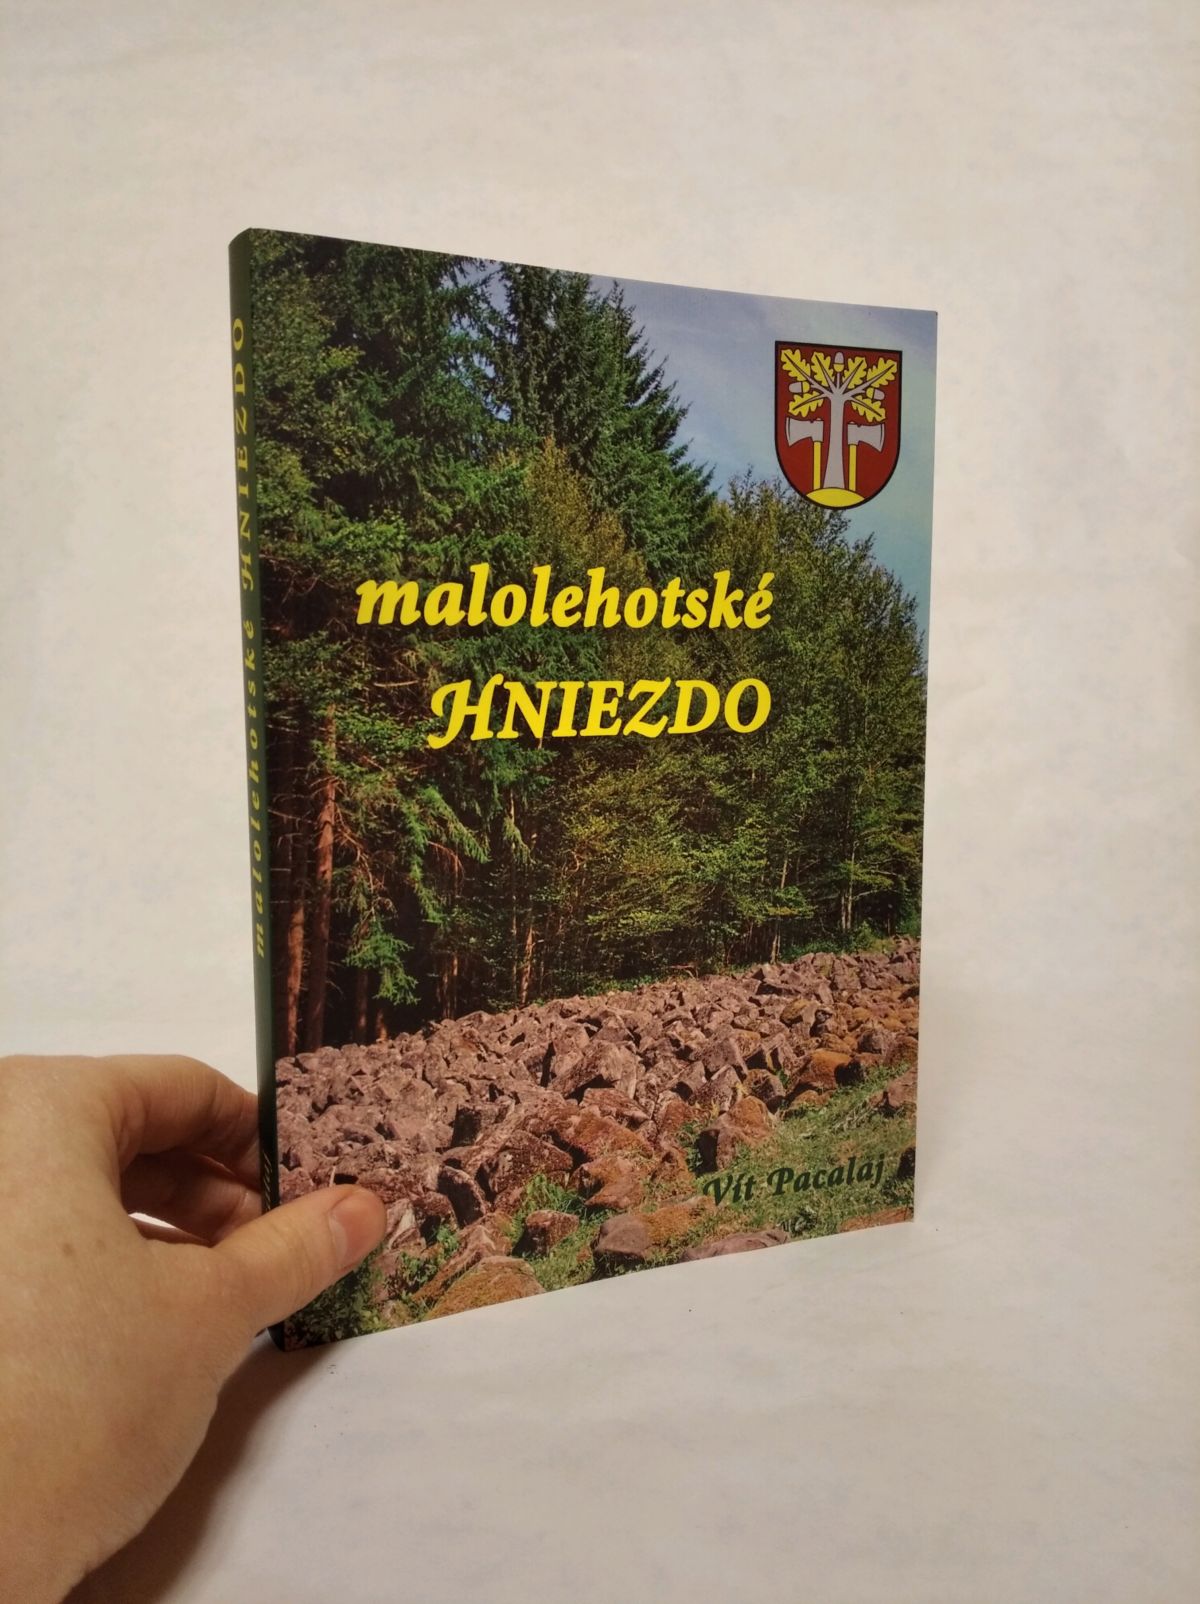 malolehotské
HNIEZDO
Vít Pacalaj
malolehotské HNIEZDO